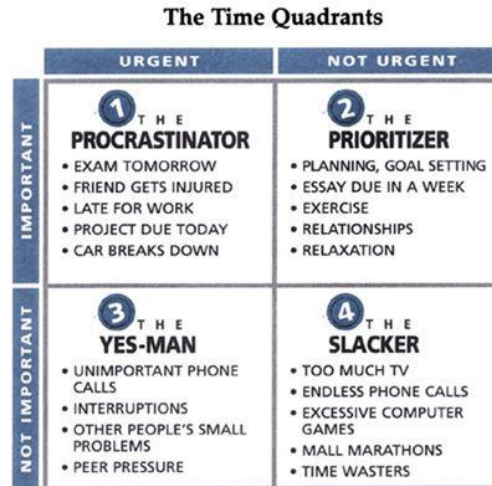 The Time Quadrants
URGENT
NOT URGENT
IMPORTANT
1 THE
PROCRASTINATOR
• EXAM TOMORROW
• FRIEND GETS INJURED
• LATE FOR WORK
• PROJECT DUE TODAY
• CAR BREAKS DOWN
2 THE
PRIORITIZER
• PLANNING, GOAL SETTING
• ESSAY DUE IN A WEEK
• EXERCISE
• RELATIONSHIPS
• RELAXATION
NOT IMPORTANT
3 THE
YES-MAN
• UNIMPORTANT PHONE
CALLS
• INTERRUPTIONS
• OTHER PEOPLE'S SMALL
PROBLEMS
• PEER PRESSURE
4 THE
SLACKER
• TOO MUCH TV
• ENDLESS PHONE CALLS
• EXCESSIVE COMPUTER
GAMES
• MALL MARATHONS
• TIME WASTERS